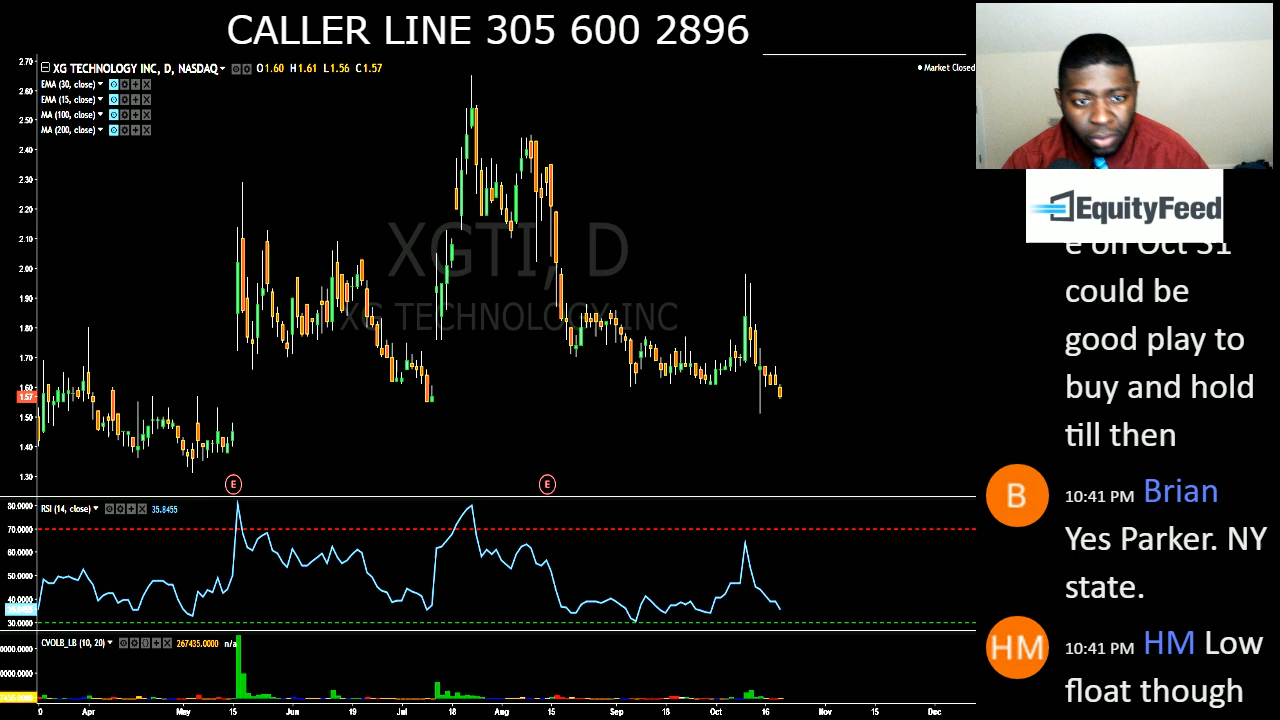 CALLER LINE 305 600 2896
XG TECHNOLOGY INC, D, NASDAQ O1.60 H1.61 L1.56 C1.57
Market Closed
EMA (30, close)
EMA (15, close)
MA (100, close)
MA (200, close)
2.70
2.60
2.50
2.40
2.30
2.20
2.10
2.00
1.90
1.80
1.70
1.60
1.57
1.50
1.40
1.30
XGTI, D
XG TECHNOLOGY INC
E
E
RSI (14, close) 35.8455
80.0000
70.0000
60.0000
50.0000
40.0000
35.8455
30.0000
CVOLB_LB (10, 20) 267435.0000 n/a
0 Apr May 15 Jun 19 Jul 18 Aug 15 Sep 18 Oct 16 Nov 15 Dec
EquityFeed
e on Oct 31
could be
good play to
buy and hold
till then
B
10:41 PM Brian
Yes Parker. NY
state.
HM
10:41 PM HM Low
float though